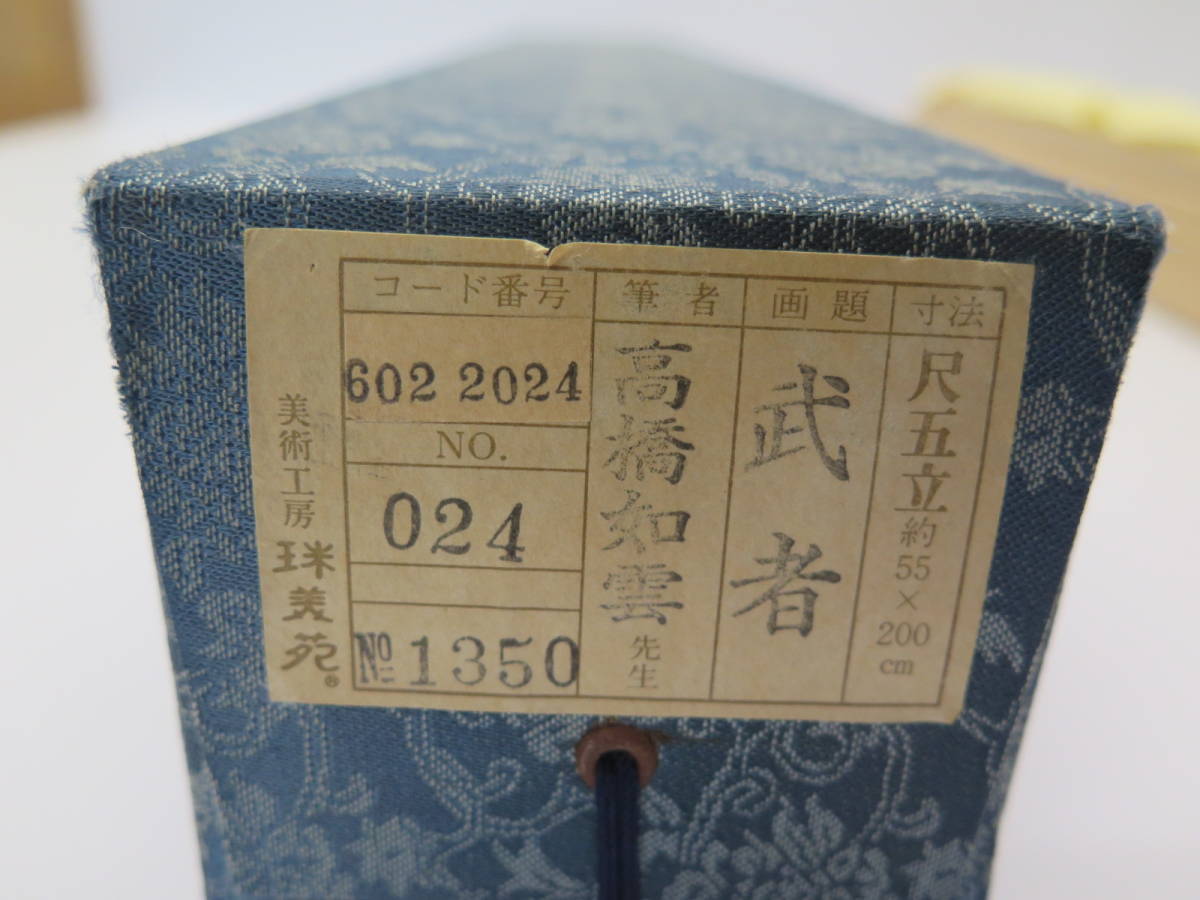 寸法
尺五立 約55×200cm
画題
武者
筆者
高橋如雲 先生
コード番号
602 2024
NO.
024
№1350
美術工房 珠美苑®